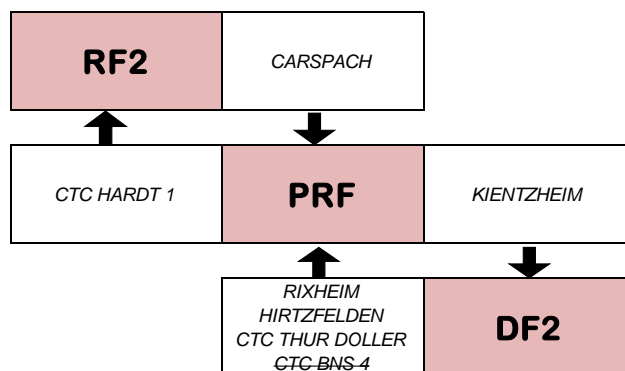 RF2
CARSPACH
CTC HARDT 1
PRF
KIENTZHEIM
RIXHEIM
HIRTZFELDEN
CTC THUR DOLLER
CTC BNS 4
DF2